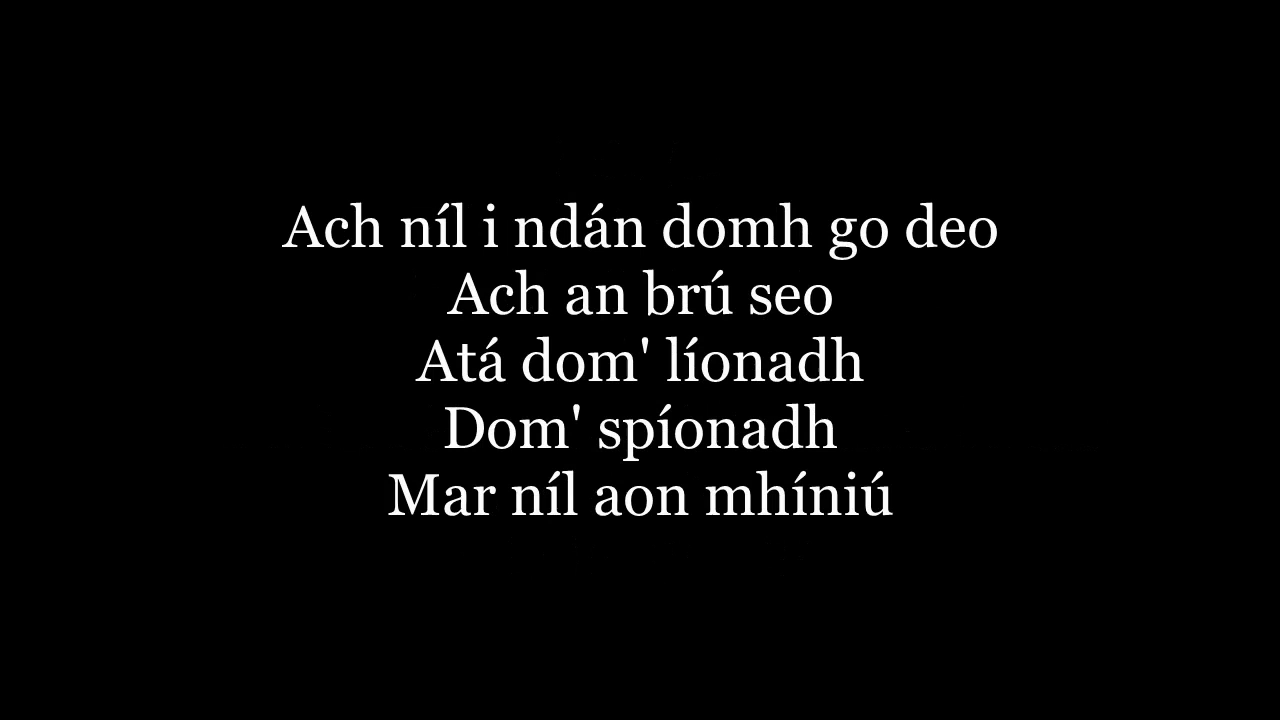 Ach níl i ndán domh go deo
Ach an brú seo
Atá dom' líonadh
Dom' spíonadh
Mar níl aon mhíniú